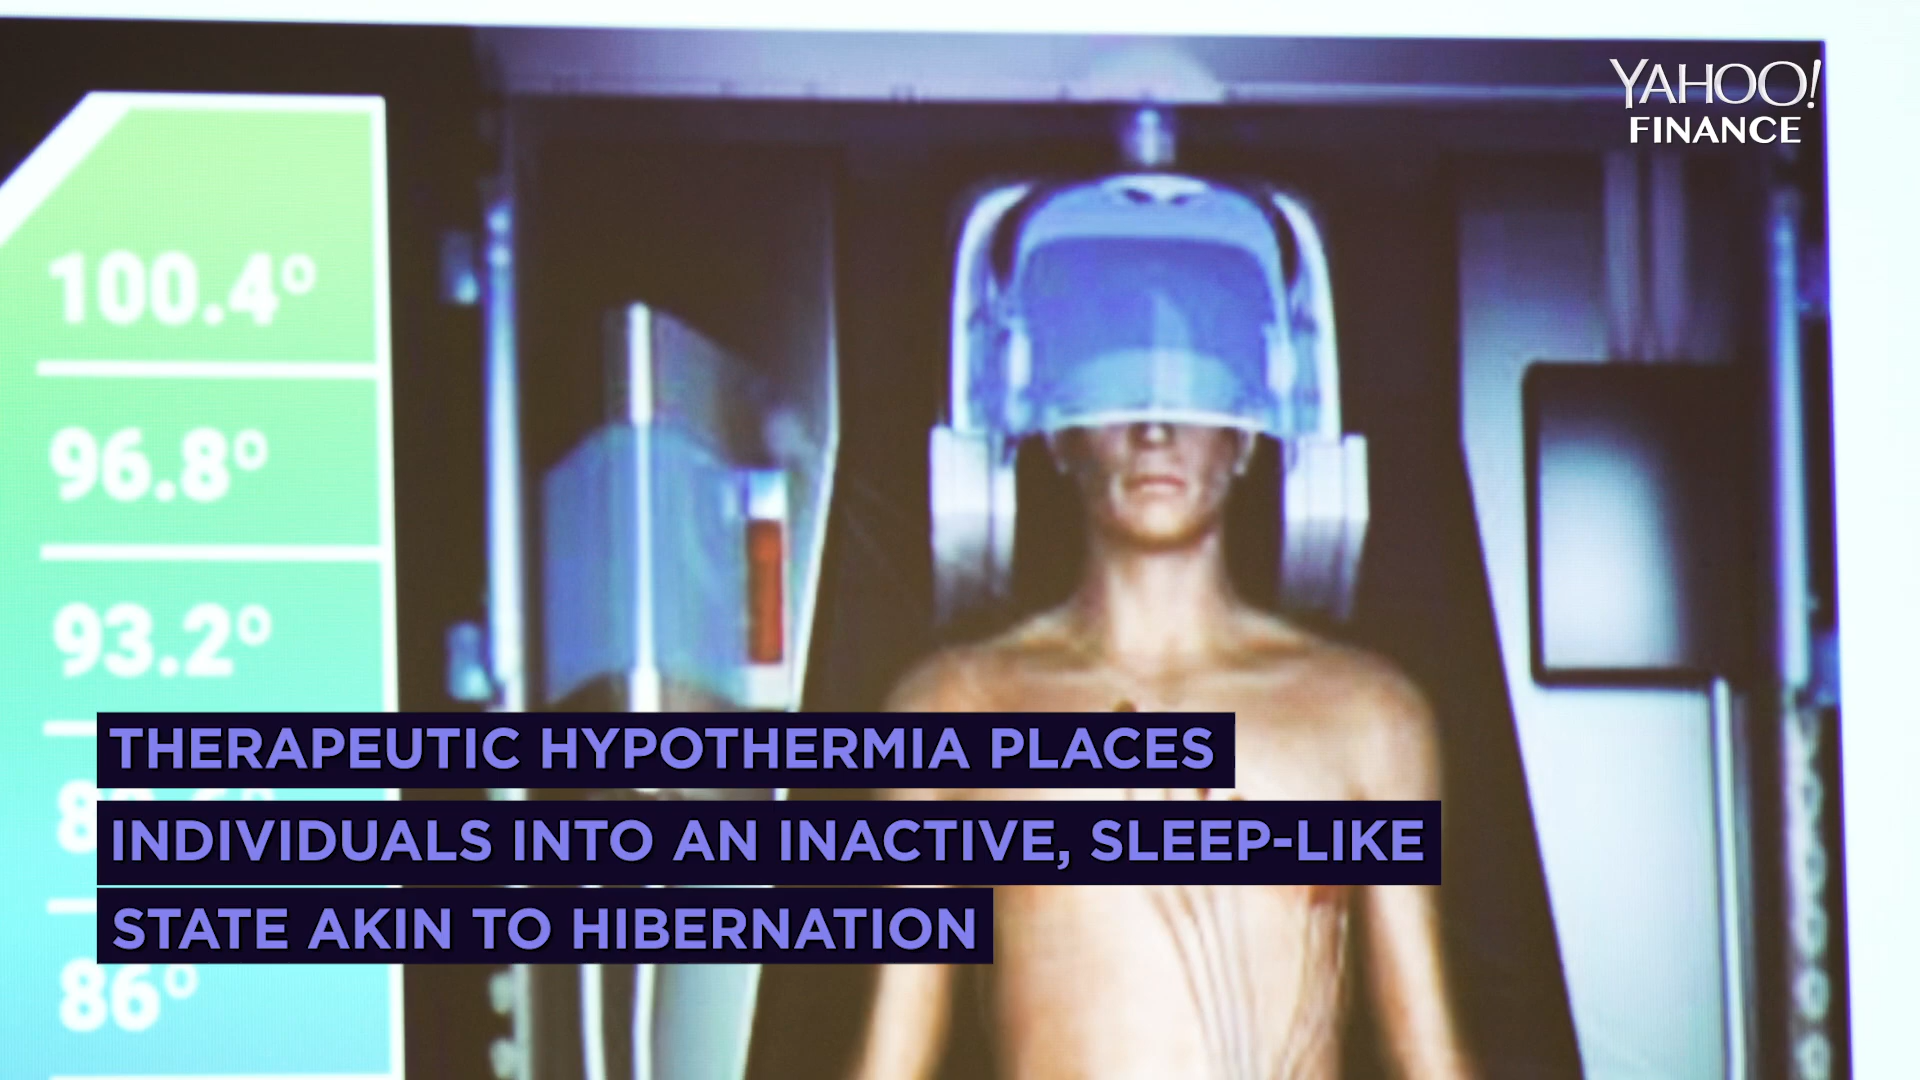 YAHOO!
FINANCE
100.4°
96.8°
93.2°
THERAPEUTIC HYPOTHERMIA PLACES
INDIVIDUALS INTO AN INACTIVE, SLEEP-LIKE
STATE AKIN TO HIBERNATION
86°